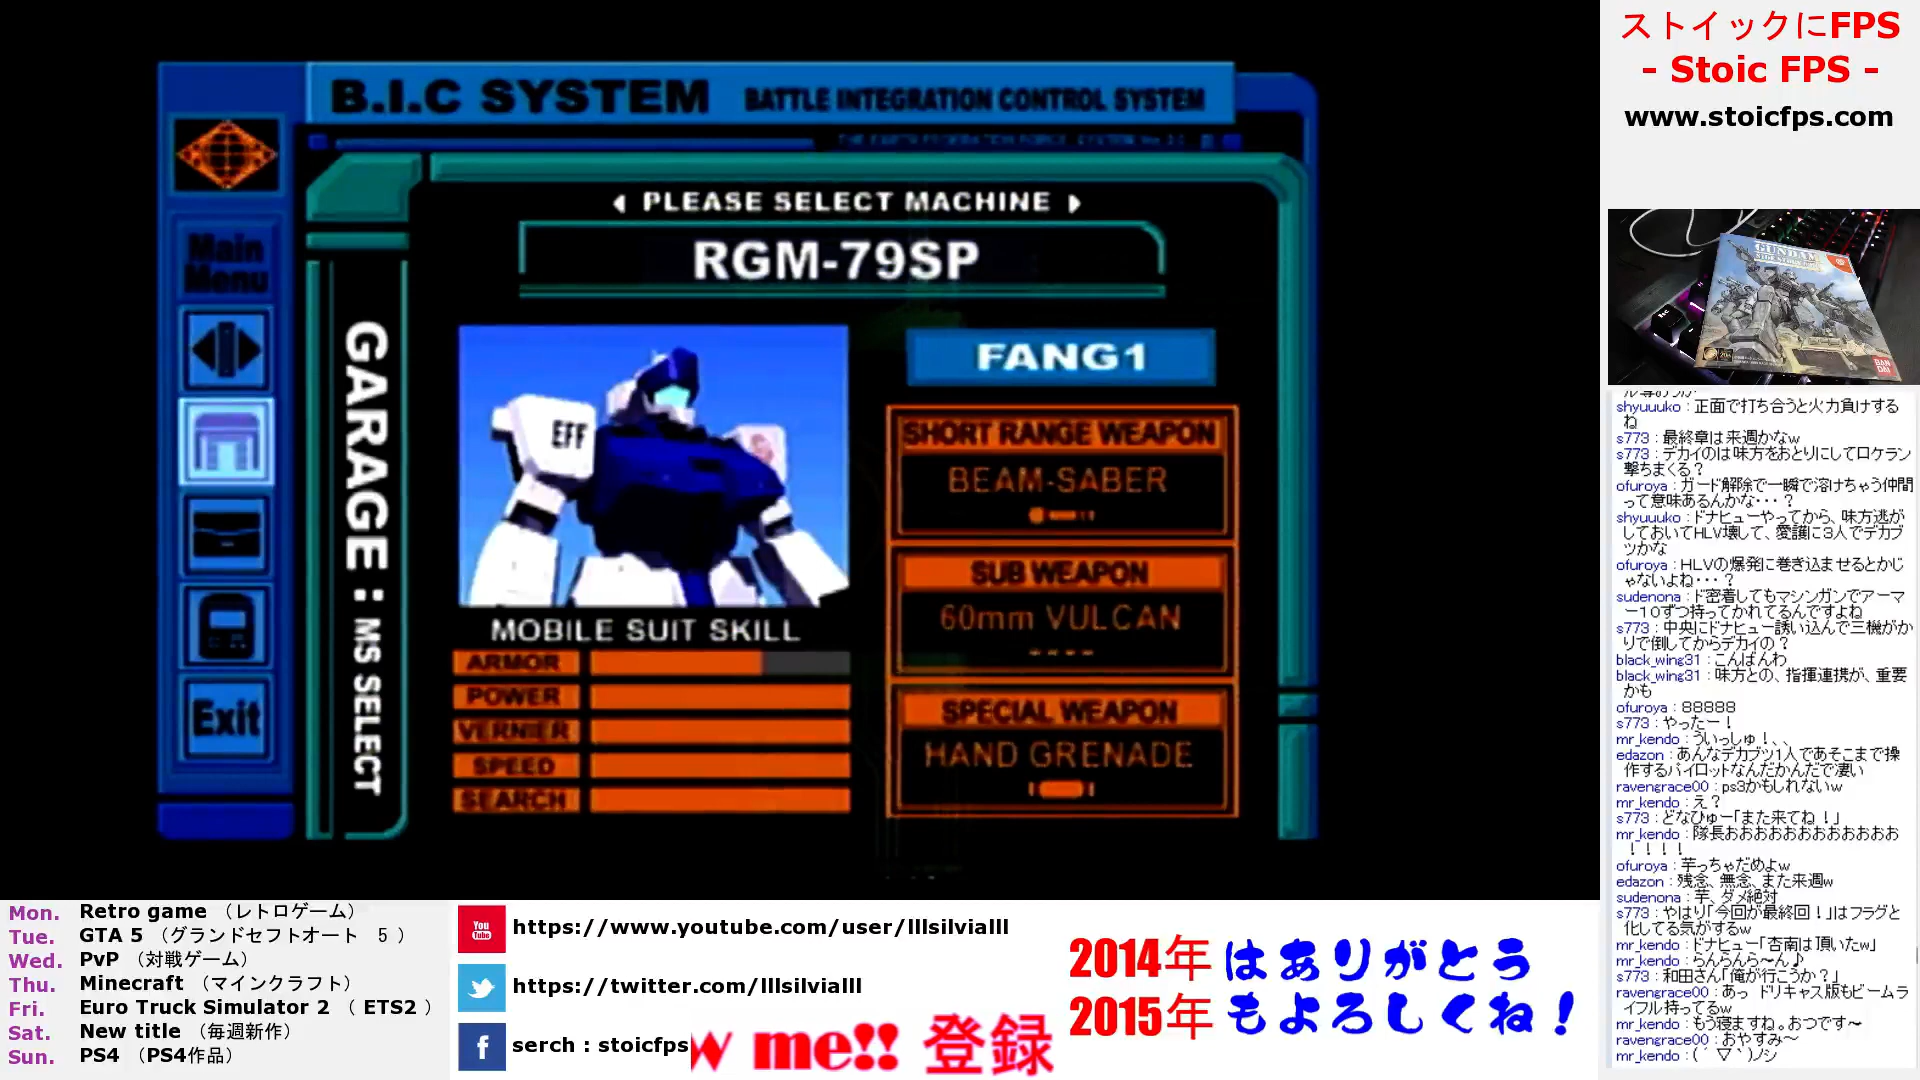 B.I.C SYSTEM BATTLE INTEGRATION CONTROL SYSTEM
PLEASE SELECT MACHINE
RGM-79SP
Main
Menu
Exit
GARAGE : MS SELECT
EFF
MOBILE SUIT SKILL
ARMOR
POWER
VERNIER
SPEED
SEARCH
FANG1
SHORT RANGE WEAPON
BEAM-SABER
SUB WEAPON
60mm VULCAN
SPECIAL WEAPON
HAND GRENADE
ストイックにFPS
- Stoic FPS -
www.stoicfps.com
GUNDAM
shyuuuko : 正面で打ち合うと火力負けする
ね
s773 : 最終章は来週かなw
s773 : デカイのは味方をおとりにしてロケラン
撃ちまくる？
ofuroya : ガード解除で一瞬で溶けちゃう仲間
って意味あるんかな・・・？
shyuuuko : ドナヒューやってから、味方逃が
しておいてHLV壊して、愛護に3人でデカブ
ツかな
ofuroya : HLVの爆発に巻き込ませるとかじ
ゃないよね・・・？
sudenona : ド密着してもマシンガンでアーマ
ー１０ずつ持ってかれてるんですよね
s773 : 中央にドナヒュー誘い込んで三機がか
りで倒してからデカイの？
black_wing31 : こんばんわ
black_wing31 : 味方との、指揮連携が、重要
かも
ofuroya : 88888
s773 : やったー！
mr_kendo : ういっしゅ！、、
edazon : あんなデカブツ1人であそこまで操
作するパイロットなんだかんだで凄い
ravengrace00 : ps3かもしれないw
mr_kendo : え？
s773 : どなひゅー「また来てね！」
mr_kendo : 隊長おおおおおおおおおおお
！！！！
ofuroya : 芋っちゃだめよw
edazon : 残念、無念、また来週w
sudenona : 芋、ダメ絶対
s773 : やはり「今回が最終回！」はフラグと
化してる気がするw
mr_kendo : ドナヒュー「杏南は頂いたw」
mr_kendo : らんらんら～ん♪
s773 : 和田さん「俺が行こうか？」
ravengrace00 : あっ ドリキャス版もビームラ
イフル持ってるw
mr_kendo : もう寝ますね。おつです～
ravengrace00 : おやすみ～
mr_kendo : (´▽｀)ノシ
Mon. Retro game （レトロゲーム）
Tue. GTA 5 （グランドセフトオート 5 ）
Wed. PvP （対戦ゲーム）
Thu. Minecraft （マインクラフト）
Fri. Euro Truck Simulator 2 （ ETS2 ）
Sat. New title （毎週新作）
Sun. PS4 （PS4作品）
You Tube https://www.youtube.com/user/lllsilvialll
https://twitter.com/lllsilvialll
f serch : stoicfps
w me!! 登録
2014年 はありがとう
2015年 もよろしくね！